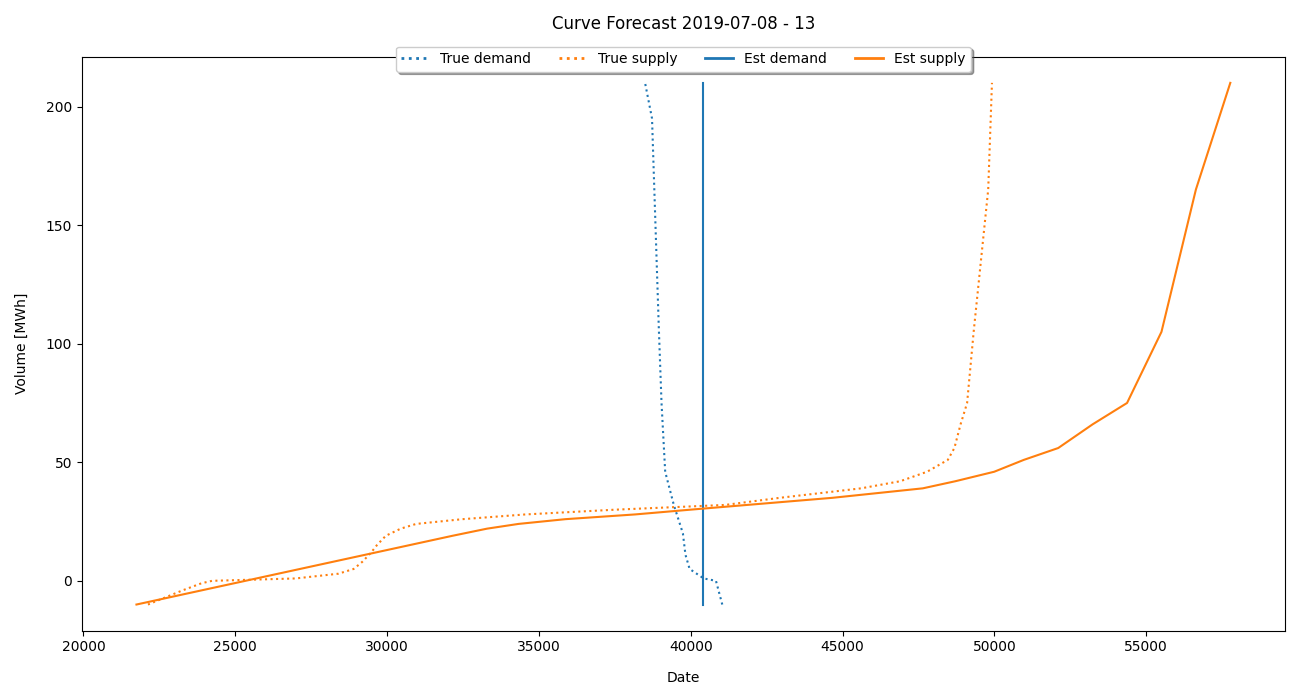 Curve Forecast 2019-07-08 - 13
True demand True supply Est demand Est supply
Volume [MWh]
200
150
100
50
0
20000 25000 30000 35000 40000 45000 50000 55000
Date